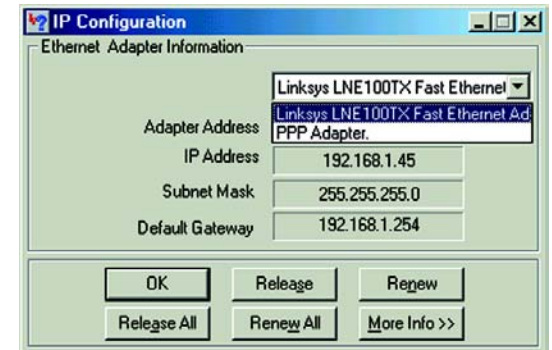 IP Configuration
Ethernet Adapter Information
Linksys LNE100TX Fast Ethernet
Linksys LNE100TX Fast Ethernet Ad
Adapter Address
PPP Adapter.
IP Address 192.168.1.45
Subnet Mask 255.255.255.0
Default Gateway 192.168.1.254
OK Release Renew
Release All Renew All More Info >>